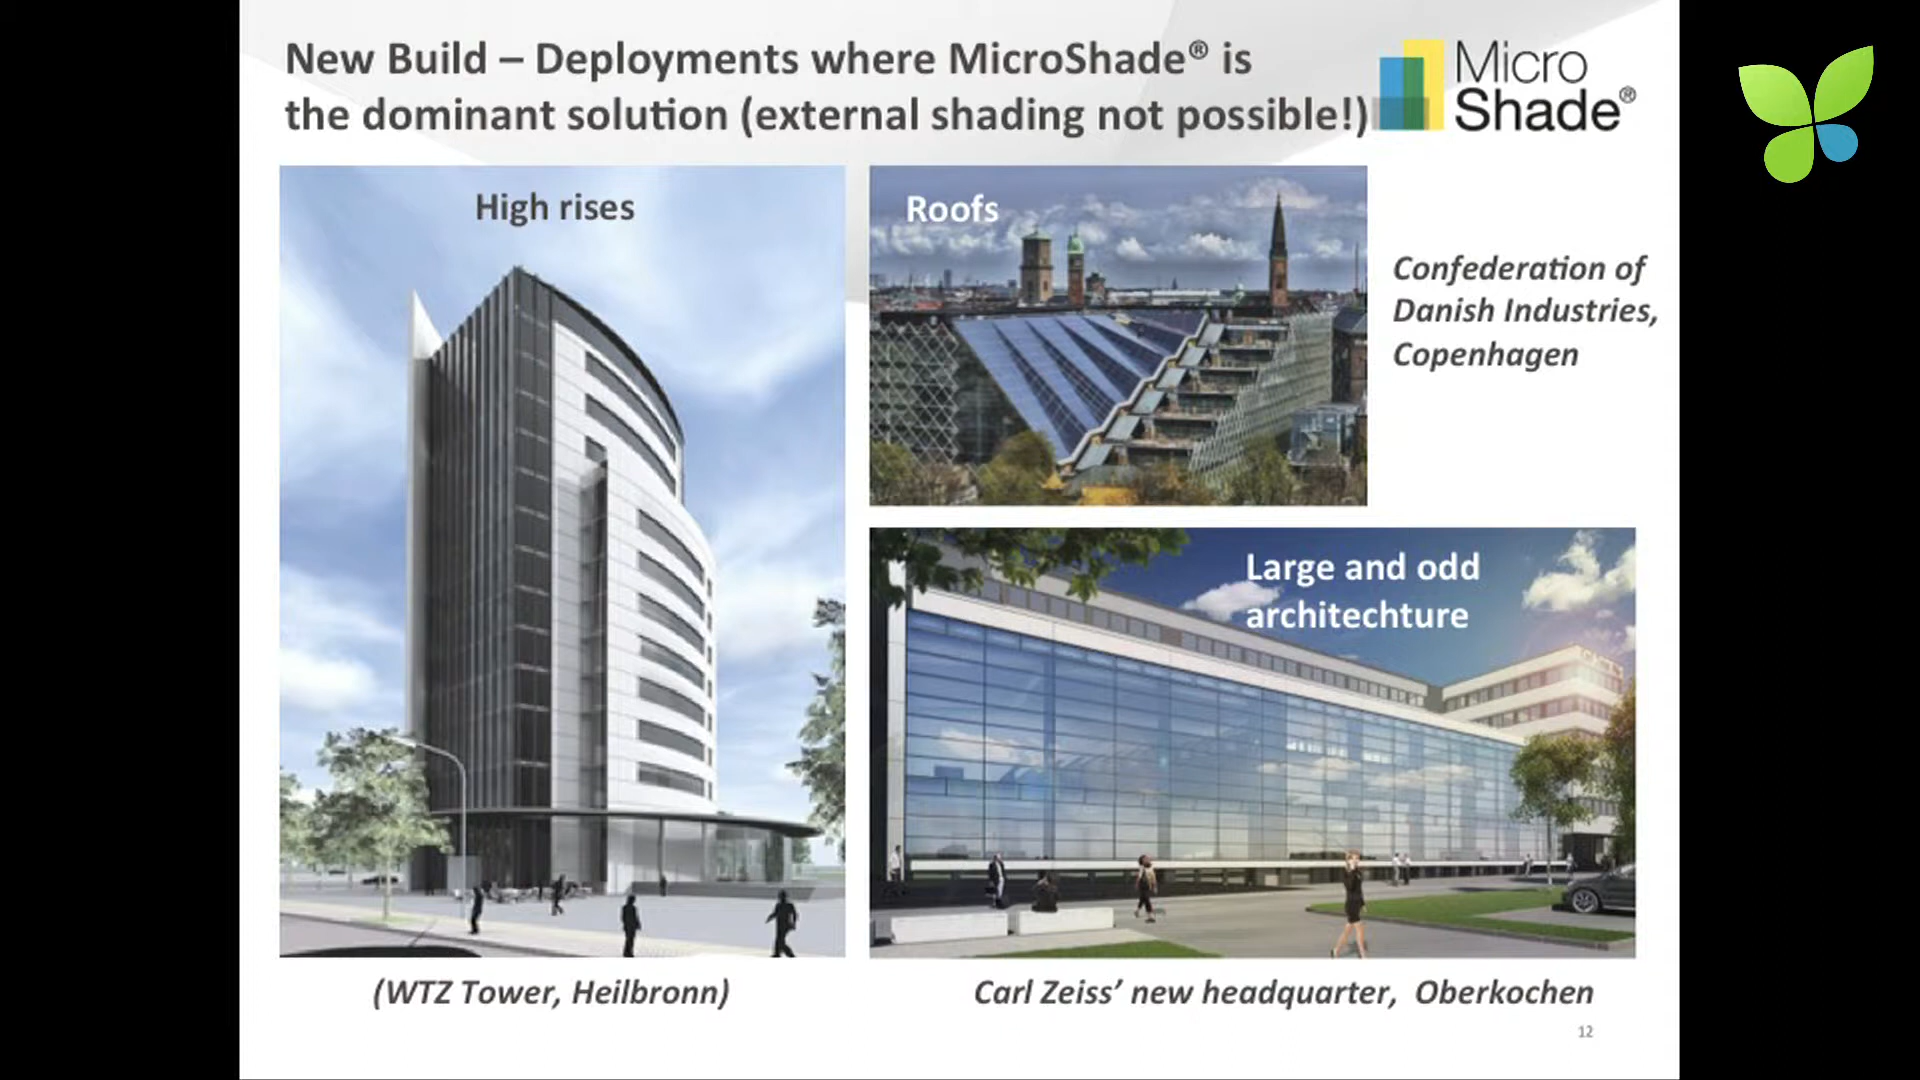 New Build – Deployments where MicroShade® is
the dominant solution (external shading not possible!)
Micro
Shade®
High rises
Roofs
Confederation of
Danish Industries,
Copenhagen
Large and odd
architechture
(WTZ Tower, Heilbronn)
Carl Zeiss’ new headquarter, Oberkochen
12